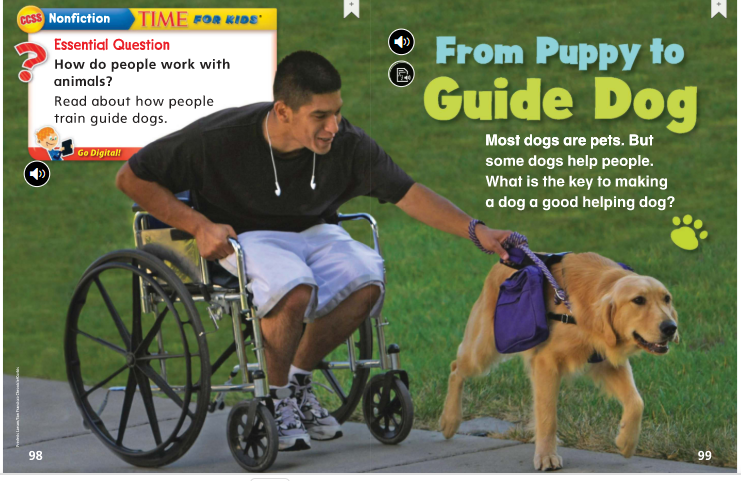 CCSS Nonfiction TIME FOR KIDS
Essential Question
How do people work with
animals?
Read about how people
train guide dogs.
Go Digital!
From Puppy to
Guide Dog
Most dogs are pets. But
some dogs help people.
What is the key to making
a dog a good helping dog?
98
99